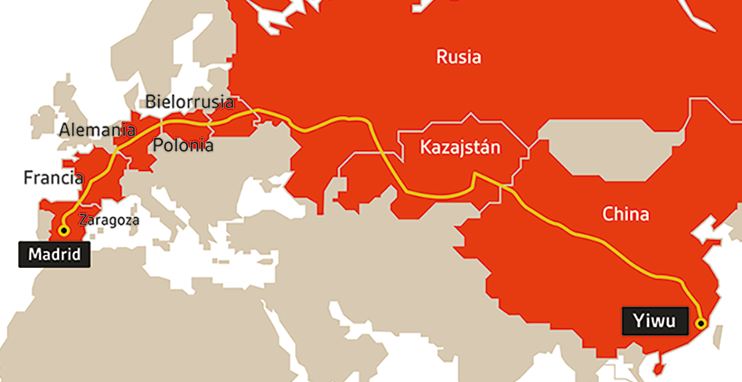 Rusia
Bielorrusia
Alemania
Polonia
Kazajstán
Francia
China
Zaragoza
Madrid
Yiwu